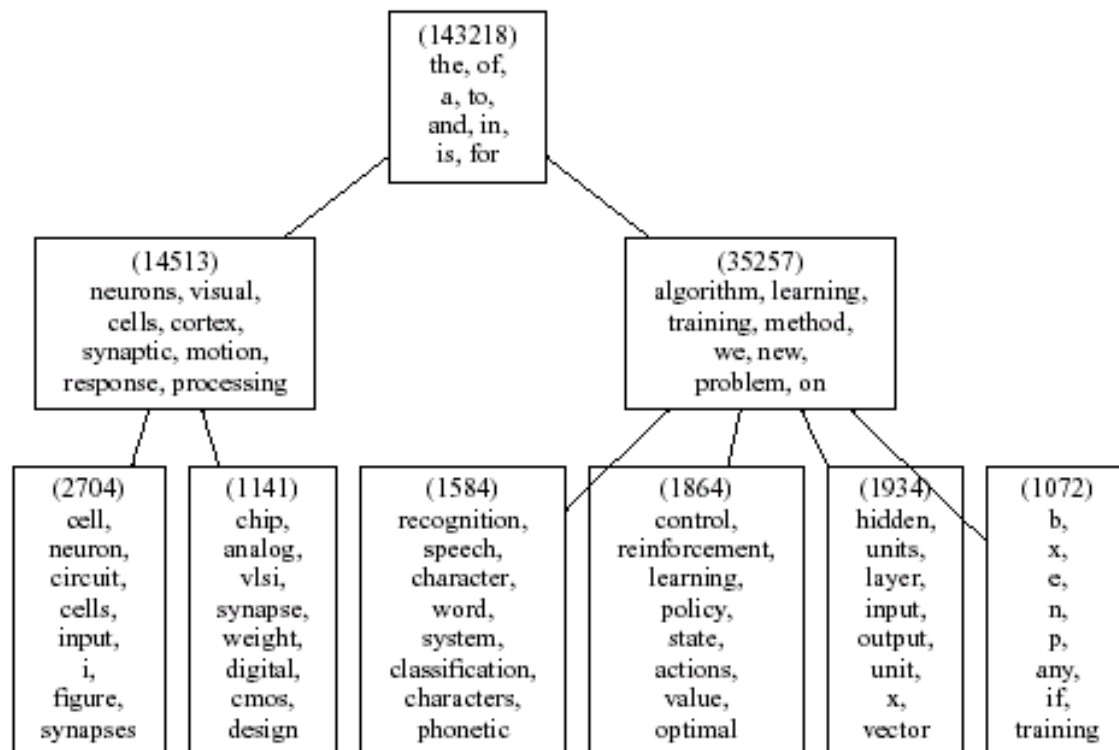 (143218)
the, of,
a, to,
and, in,
is, for
(14513)
neurons, visual,
cells, cortex,
synaptic, motion,
response, processing
(35257)
algorithm, learning,
training, method,
we, new,
problem, on
(2704)
cell,
neuron,
circuit,
cells,
input,
i,
figure,
synapses
(1141)
chip,
analog,
vlsi,
synapse,
weight,
digital,
cmos,
design
(1584)
recognition,
speech,
character,
word,
system,
classification,
characters,
phonetic
(1864)
control,
reinforcement,
learning,
policy,
state,
actions,
value,
optimal
(1934)
hidden,
units,
layer,
input,
output,
unit,
x,
vector
(1072)
b,
x,
e,
n,
p,
any,
if,
training